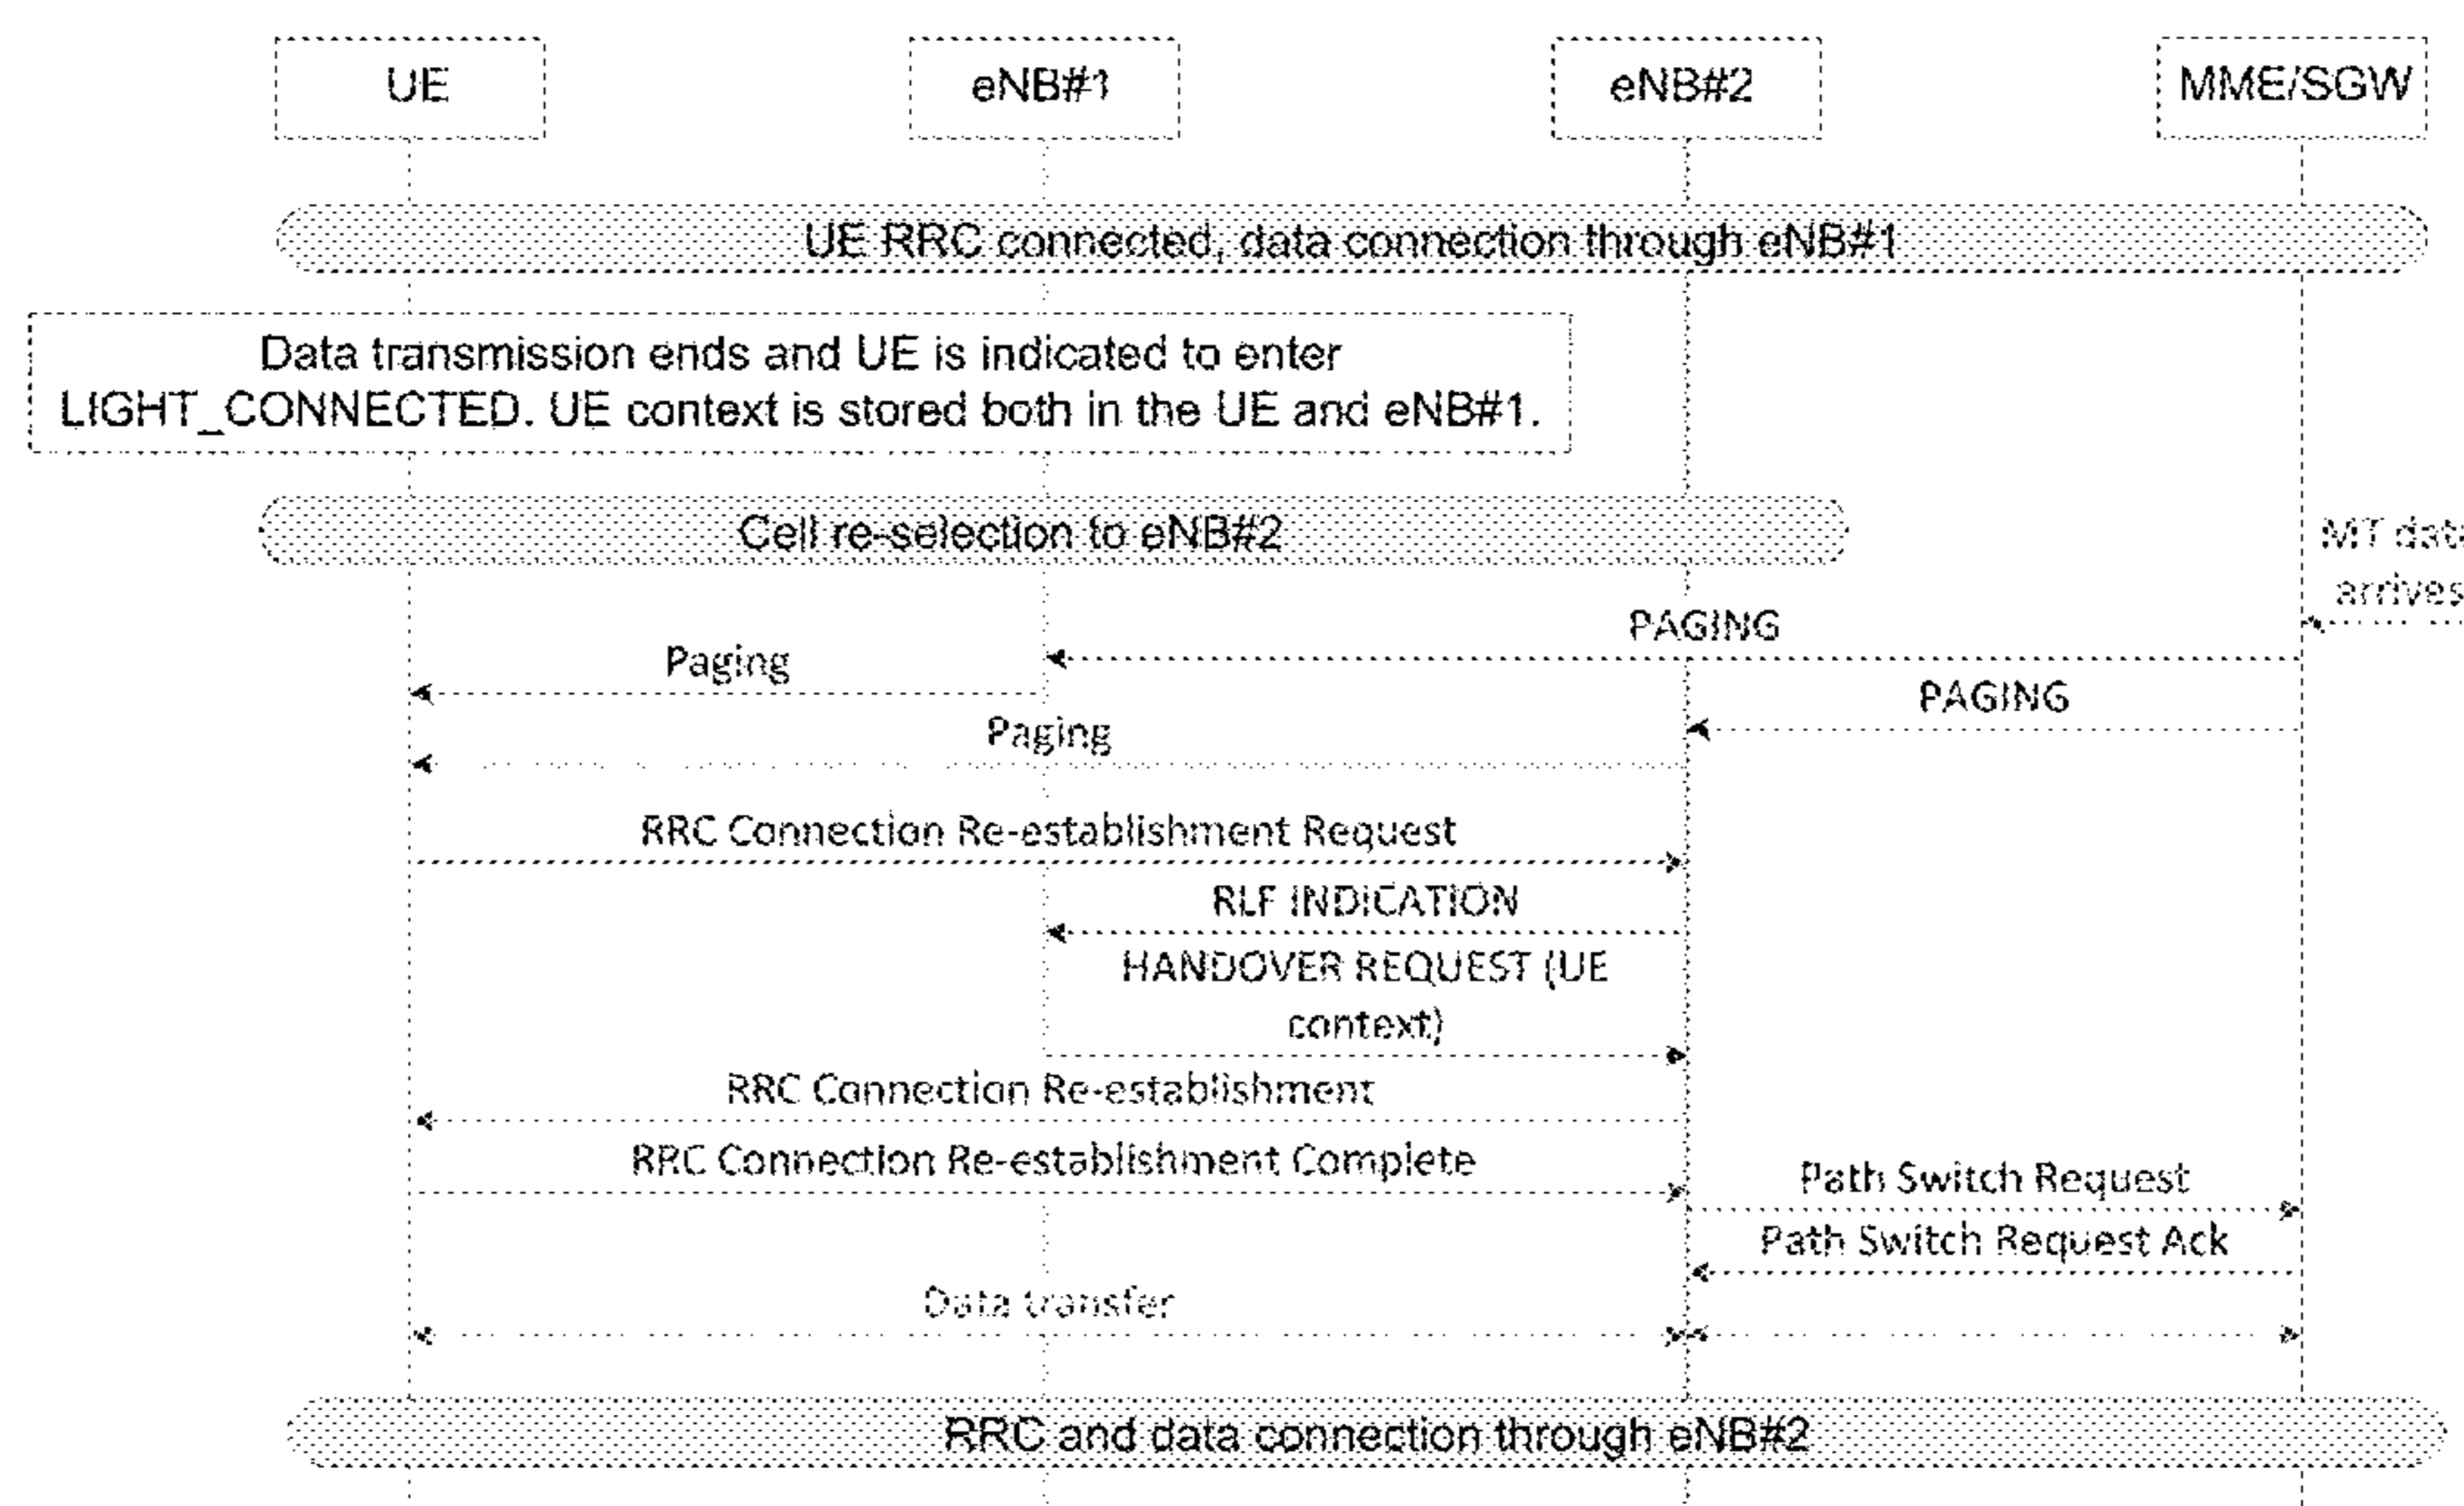 UE
eNB#1
eNB#2
MME/SGW
UE RRC connected, data connection through eNB#1
Data transmission ends and UE is indicated to enter
LIGHT_CONNECTED. UE context is stored both in the UE and eNB#1.
Cell re-selection to eNB#2
MT data
arrives
PAGING
Paging
PAGING
Paging
RRC Connection Re-establishment Request
RLF INDICATION
HANDOVER REQUEST (UE
context)
RRC Connection Re-establishment
RRC Connection Re-establishment Complete
Path Switch Request
Path Switch Request Ack
Data transfer
RRC and data connection through eNB#2